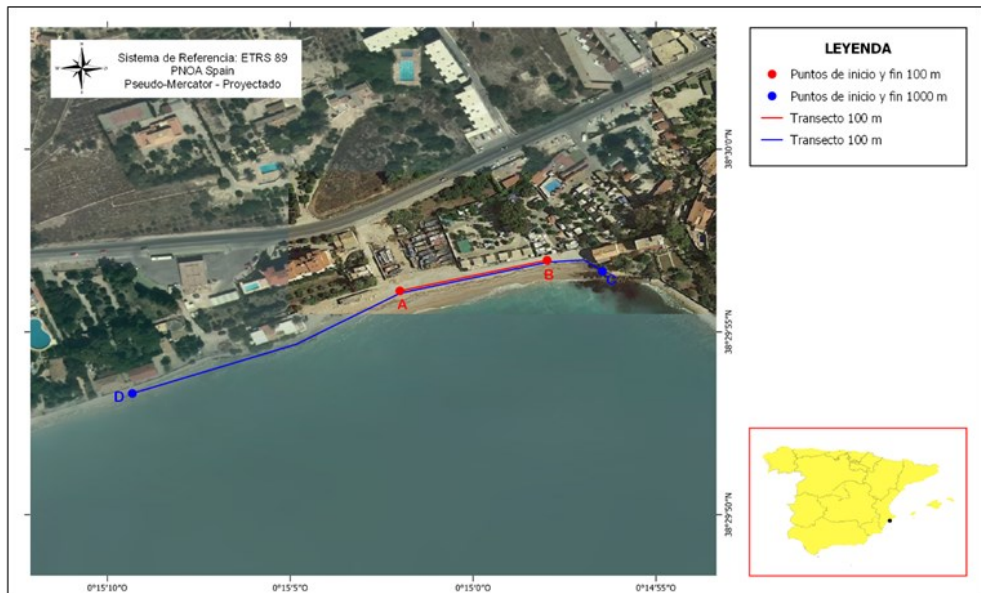 Sistema de Referencia: ETRS 89
PNOA Spain
Pseudo-Mercator - Proyectado
LEYENDA
Puntos de inicio y fin 100 m
Puntos de inicio y fin 1000 m
Transecto 100 m
Transecto 100 m
38°30'0"N
B
C
A
38°29'55"N
D
38°29'50"N
0°15'10"O
0°15'5"O
0°15'0"O
0°14'55"O